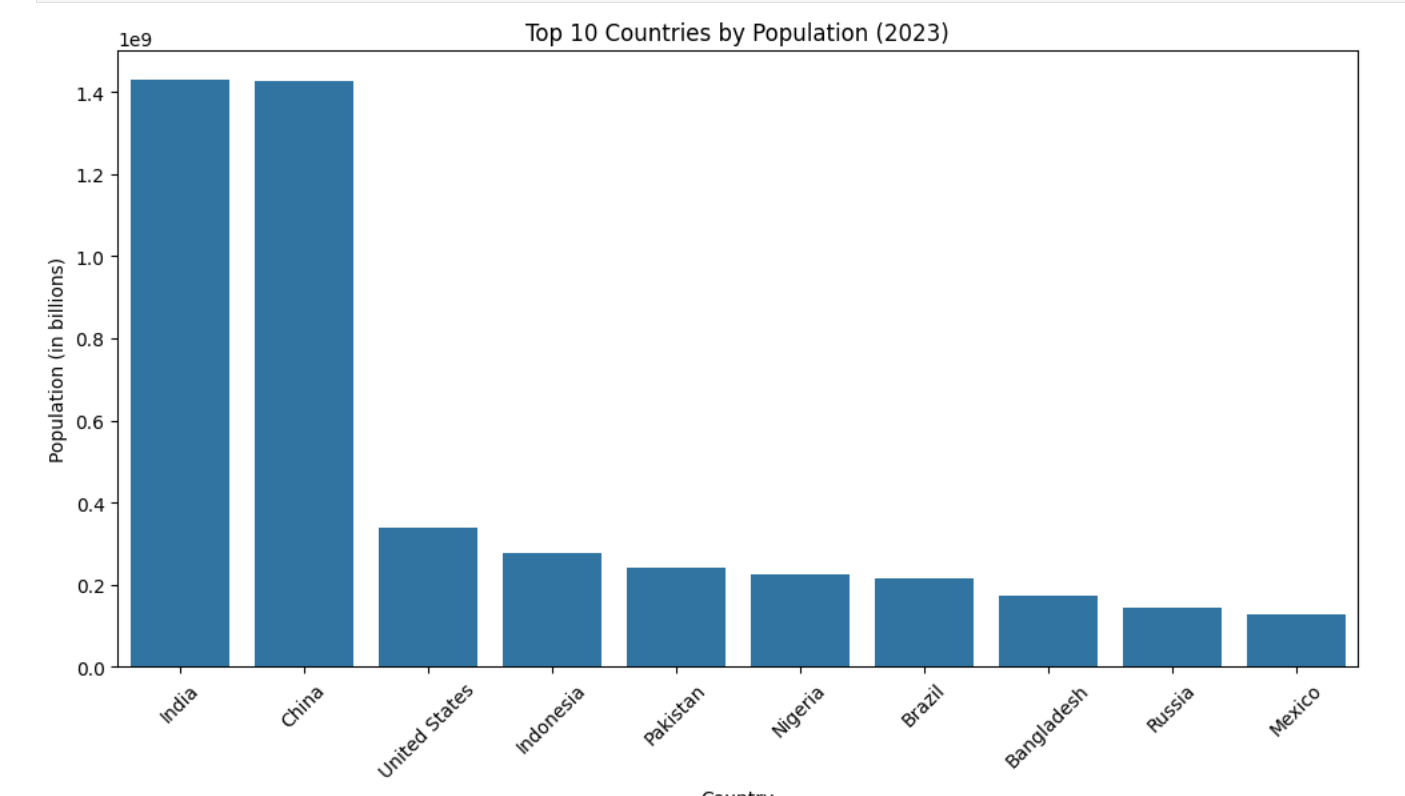 Top 10 Countries by Population (2023)
1e9
1.4
1.2
1.0
0.8
0.6
0.4
0.2
0.0
Population (in billions)
India
China
United States
Indonesia
Pakistan
Nigeria
Brazil
Bangladesh
Russia
Mexico
Country